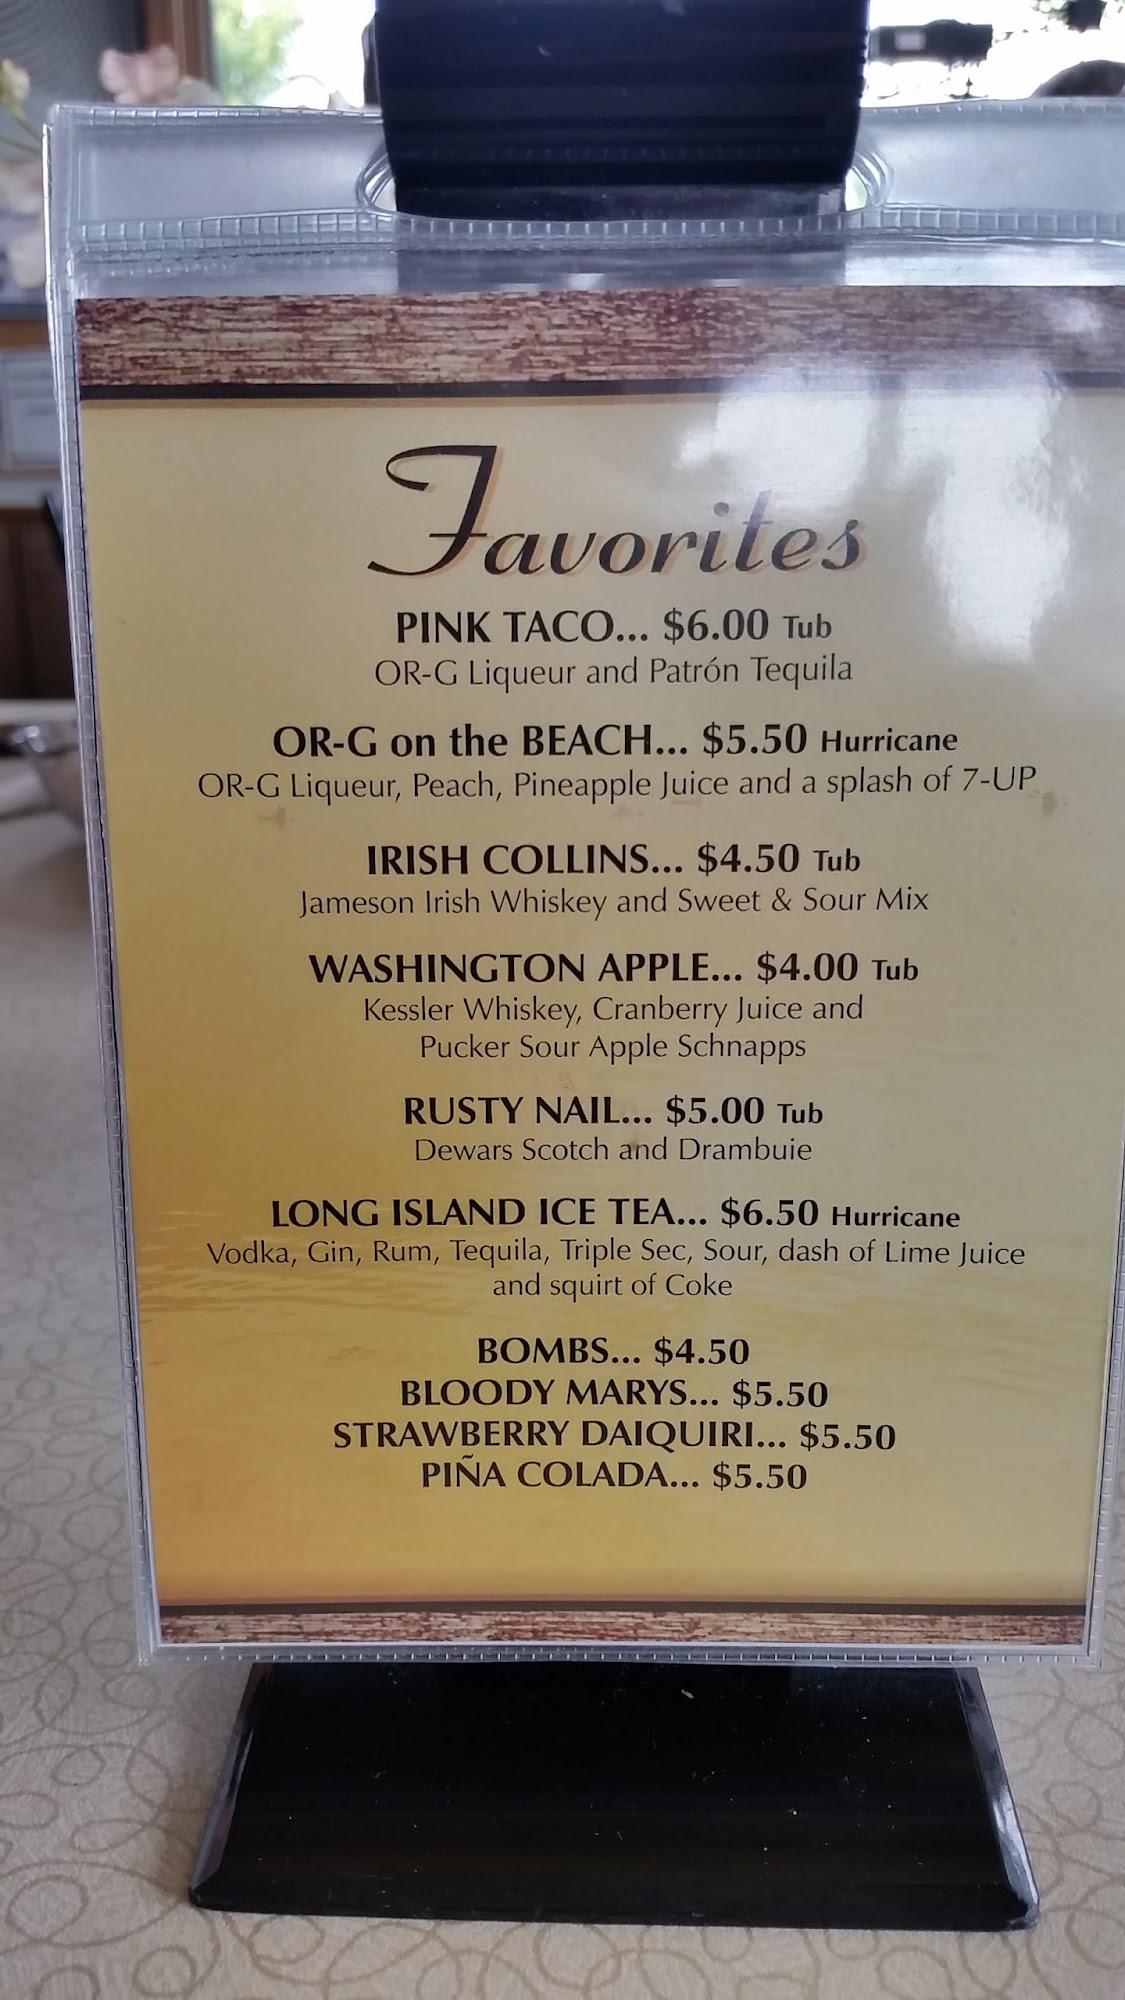 Favorites
PINK TACO... $6.00 Tub
OR-G Liqueur and Patrón Tequila
OR-G on the BEACH... $5.50 Hurricane
OR-G Liqueur, Peach, Pineapple Juice and a splash of 7-UP
IRISH COLLINS... $4.50 Tub
Jameson Irish Whiskey and Sweet & Sour Mix
WASHINGTON APPLE... $4.00 Tub
Kessler Whiskey, Cranberry Juice and
Pucker Sour Apple Schnapps
RUSTY NAIL... $5.00 Tub
Dewars Scotch and Drambuie
LONG ISLAND ICE TEA... $6.50 Hurricane
Vodka, Gin, Rum, Tequila, Triple Sec, Sour, dash of Lime Juice
and squirt of Coke
BOMBS... $4.50
BLOODY MARYS... $5.50
STRAWBERRY DAIQUIRI... $5.50
PIÑA COLADA... $5.50